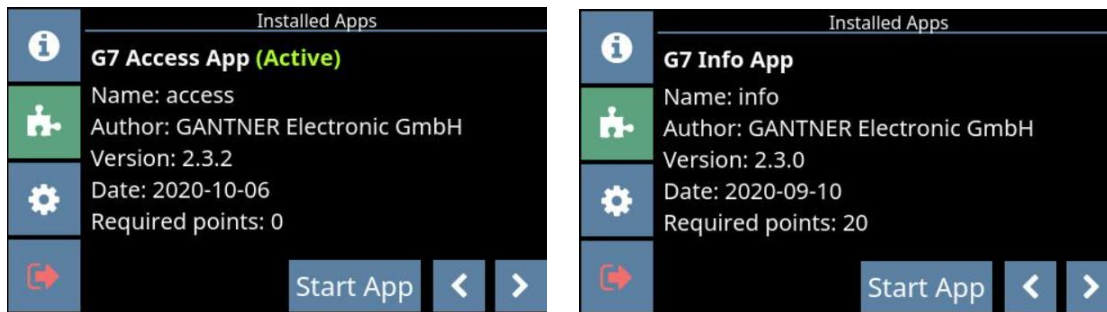 Installed Apps
G7 Access App (Active)
Name: access
Author: GANTNER Electronic GmbH
Version: 2.3.2
Date: 2020-10-06
Required points: 0
Start App
Installed Apps
G7 Info App
Name: info
Author: GANTNER Electronic GmbH
Version: 2.3.0
Date: 2020-09-10
Required points: 20
Start App